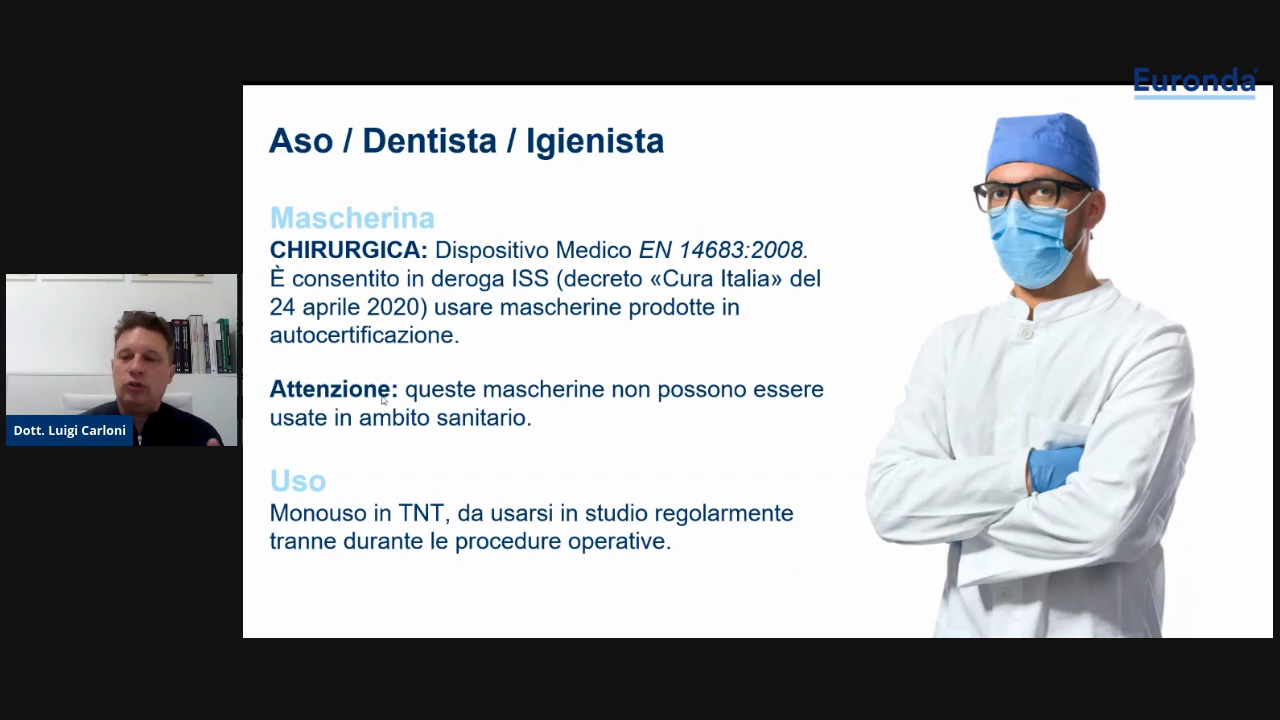 Euronda
Aso / Dentista / Igienista
Mascherina
CHIRURGICA: Dispositivo Medico EN 14683:2008.
È consentito in deroga ISS (decreto «Cura Italia» del
24 aprile 2020) usare mascherine prodotte in
autocertificazione.
Attenzione: queste mascherine non possono essere
usate in ambito sanitario.
Uso
Monouso in TNT, da usarsi in studio regolarmente
tranne durante le procedure operative.
Dott. Luigi Carloni